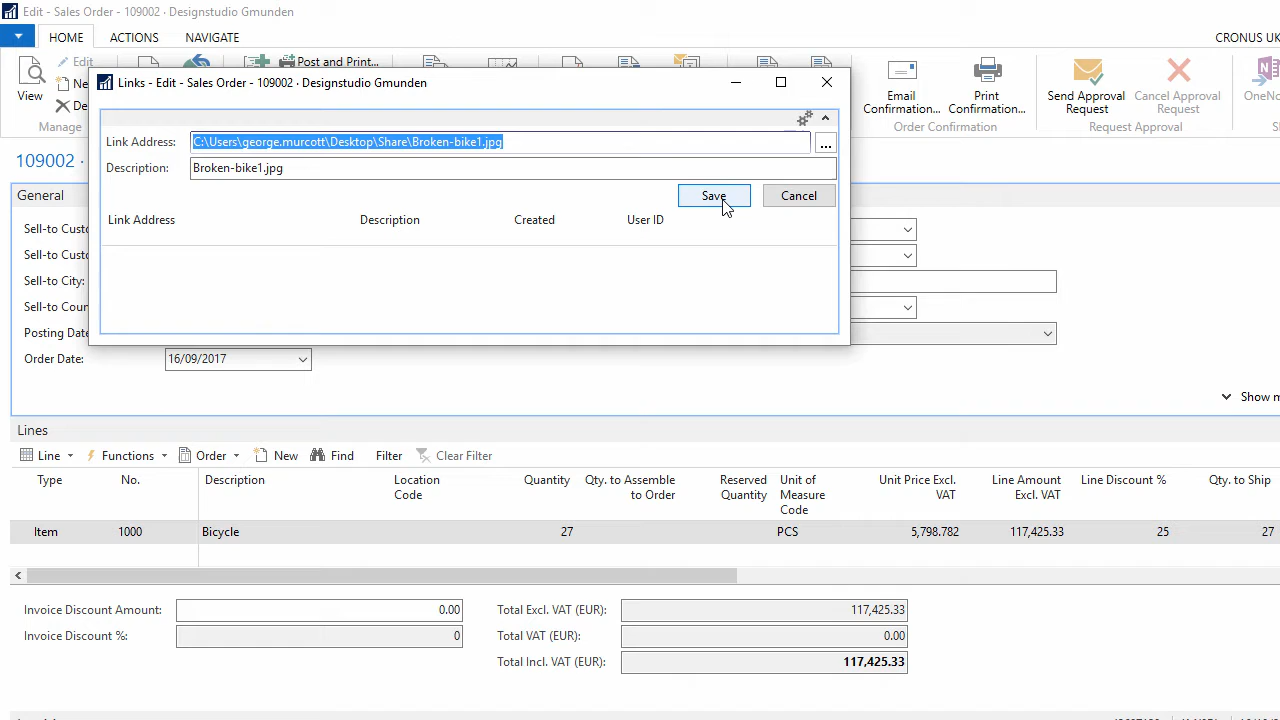 Edit - Sales Order - 109002 · Designstudio Gmunden
HOME ACTIONS NAVIGATE CRONUS UK
Edit Post and Print...
View
Manage
Email Confirmation...
Print Confirmation...
Order Confirmation
Send Approval Request
Cancel Approval Request
Request Approval
Links - Edit - Sales Order - 109002 · Designstudio Gmunden
Link Address: C:\Users\george.murcott\Desktop\Share\Broken-bike1.jpg ...
Description: Broken-bike1.jpg
Save Cancel
Link Address Description Created User ID
109002
General
Sell-to Custo
Sell-to Custo
Sell-to City:
Sell-to Coun
Posting Date
Order Date: 16/09/2017
Show m
Lines
Line Functions Order New Find Filter Clear Filter
Type No. Description Location Code Quantity Qty. to Assemble to Order Reserved Quantity Unit of Measure Code Unit Price Excl. VAT Line Amount Excl. VAT Line Discount % Qty. to Ship
Item 1000 Bicycle 27 PCS 5,798.782 117,425.33 25 27
Invoice Discount Amount: 0.00 Total Excl. VAT (EUR): 117,425.33
Invoice Discount %: 0 Total VAT (EUR): 0.00
Total Incl. VAT (EUR): 117,425.33